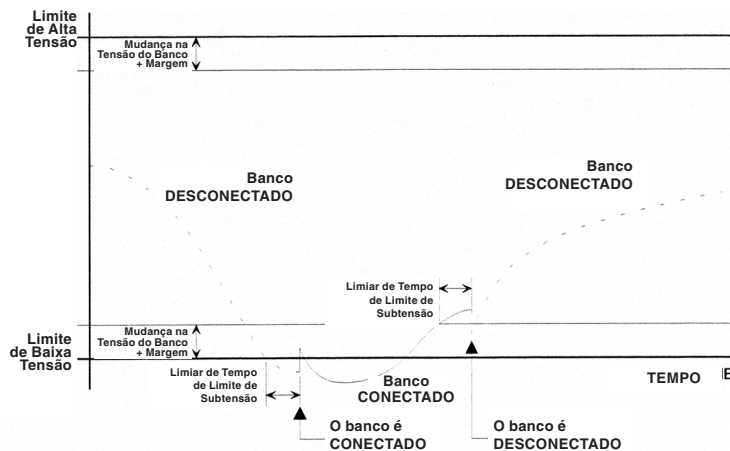 Limite
de Alta
Tensão
Mudança na
Tensão do Banco
+ Margem
Banco
DESCONECTADO
Banco
DESCONECTADO
Limiar de Tempo
de Limite de
Subtensão
Mudança na
Tensão do Banco
+ Margem
Limite
de Baixa
Tensão
Limiar de Tempo
de Limite de
Subtensão
Banco
CONECTADO
TEMPO
E
O banco é
CONECTADO
O banco é
DESCONECTADO